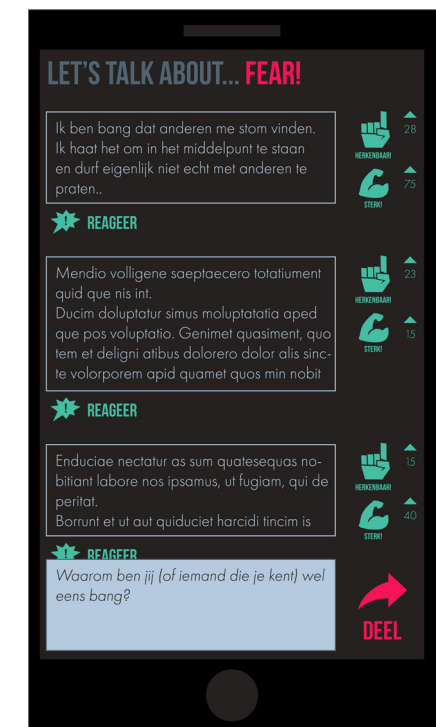 LET'S TALK ABOUT... FEAR!
Ik ben bang dat anderen me stom vinden.
Ik haat het om in het middelpunt te staan
en durf eigenlijk niet echt met anderen te
praten..
28
HERKENBAAR!
75
STERK!
REAGEER
Mendio volligene saeptaecero totatiument
quid que nis int.
Ducim doluptatur simus moluptatatia aped
que pos voluptatio. Genimet quasiment, quo
tem et deligni atibus dolorero dolor alis sinc-
te volorporem apid quamet quos min nobit
23
HERKENBAAR!
15
STERK!
REAGEER
Enduciae nectatur as sum quatesequas no-
bitiant labore nos ipsamus, ut fugiam, qui de
peritat.
Borrunt et ut aut quiduciet harcidi tincim is
15
HERKENBAAR!
40
STERK!
REAGEER
Waarom ben jij (of iemand die je kent) wel
eens bang?
DEEL